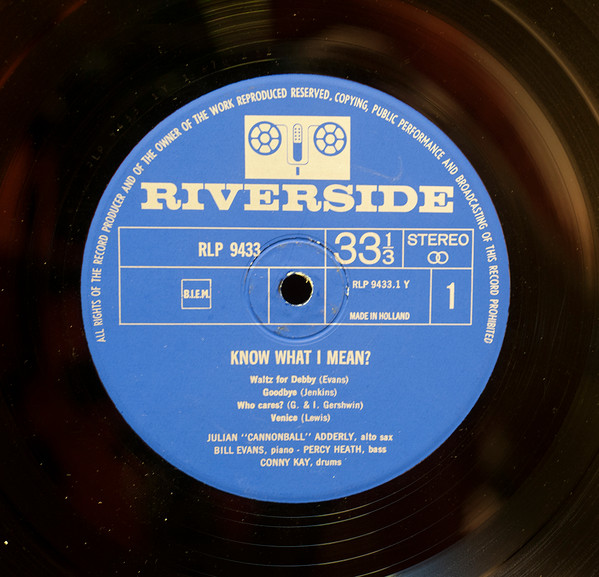 ALL RIGHTS OF THE RECORD PRODUCER AND OF THE OWNER OF THE WORK REPRODUCED RESERVED. COPYING, PUBLIC PERFORMANCE AND BROADCASTING OF THIS RECORD PROHIBITED
RIVERSIDE
RLP 9433
33 1/3
STEREO
B.I.E.M.
RLP 9433.1 Y
MADE IN HOLLAND
1
KNOW WHAT I MEAN?
Waltz for Debby (Evans)
Goodbye (Jenkins)
Who cares? (G. & I. Gershwin)
Venice (Lewis)
JULIAN "CANNONBALL" ADDERLY, alto sax
BILL EVANS, piano - PERCY HEATH, bass
CONNY KAY, drums